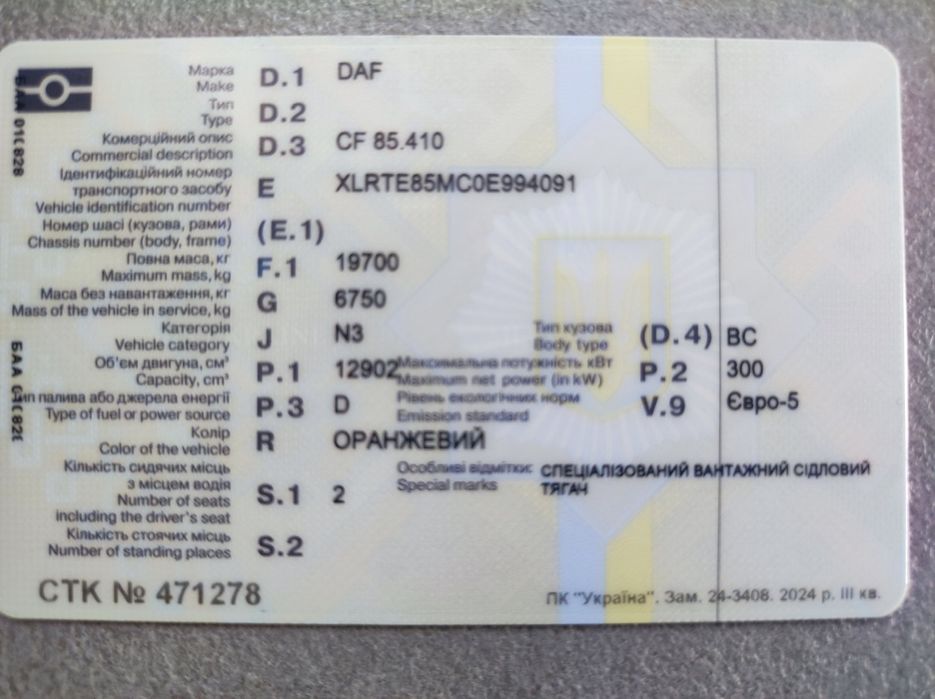 Марка D.1 DAF
Make
Тип D.2
Type
Комерційний опис D.3 CF 85.410
Commercial description
Ідентифікаційний номер
транспортного засобу E XLRTE85MC0E994091
Vehicle identification number
Номер шасі (кузова, рами) (E.1)
Chassis number (body, frame)
Повна маса, кг F.1 19700
Maximum mass, kg
Маса без навантаження, кг G 6750
Mass of the vehicle in service, kg
Категорія J N3 Тип кузова (D.4) BC
Vehicle category Body type
Об'єм двигуна, см³ P.1 12902 Максимальна потужність кВт P.2 300
Capacity, cm³ Maximum net power (in kW)
Тип палива або джерела енергії P.3 D Рівень екологічних норм V.9 Євро-5
Type of fuel or power source Emission standard
Колір R ОРАНЖЕВИЙ
Color of the vehicle
Кількість сидячих місць Особливі відмітки: СПЕЦІАЛІЗОВАНИЙ ВАНТАЖНИЙ СІДЛОВИЙ
з місцем водія S.1 2 Special marks ТЯГАЧ
Number of seats
including the driver's seat
Кількість стоячих місць S.2
Number of standing places
СТК № 471278
ПК "Україна". Зам. 24-3408. 2024 р. III кв.